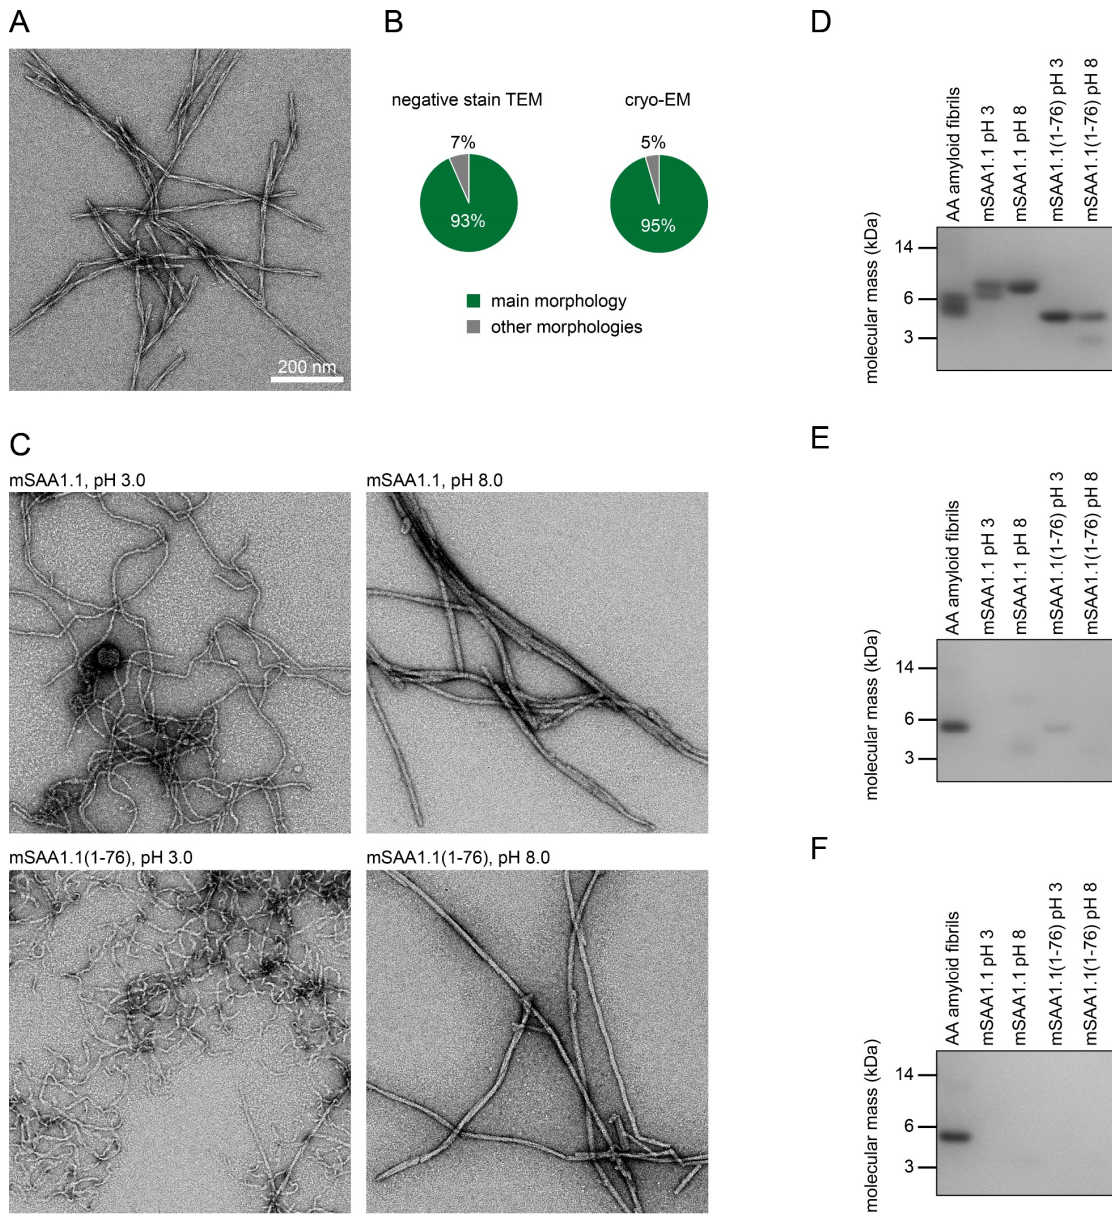 A
200 nm
B
negative stain TEM
cryo-EM
7%
93%
5%
95%
main morphology
other morphologies
C
mSAA1.1, pH 3.0
mSAA1.1, pH 8.0
mSAA1.1(1-76), pH 3.0
mSAA1.1(1-76), pH 8.0
D
AA amyloid fibrils
mSAA1.1 pH 3
mSAA1.1 pH 8
mSAA1.1(1-76) pH 3
mSAA1.1(1-76) pH 8
molecular mass (kDa)
14
6
3
E
AA amyloid fibrils
mSAA1.1 pH 3
mSAA1.1 pH 8
mSAA1.1(1-76) pH 3
mSAA1.1(1-76) pH 8
molecular mass (kDa)
14
6
3
F
AA amyloid fibrils
mSAA1.1 pH 3
mSAA1.1 pH 8
mSAA1.1(1-76) pH 3
mSAA1.1(1-76) pH 8
molecular mass (kDa)
14
6
3